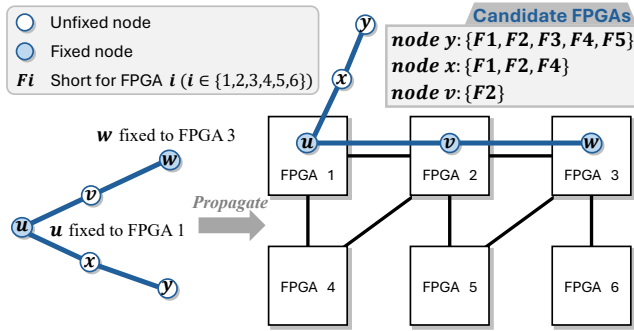 Unfixed node
Fixed node
Fi Short for FPGA i (i ∈ {1,2,3,4,5,6})
Candidate FPGAs
node y: {F1, F2, F3, F4, F5}
node x: {F1, F2, F4}
node v: {F2}
y
x
u
v
w
FPGA 1
FPGA 2
FPGA 3
w fixed to FPGA 3
w
v
u
u fixed to FPGA 1
x
y
Propagate
FPGA 4
FPGA 5
FPGA 6